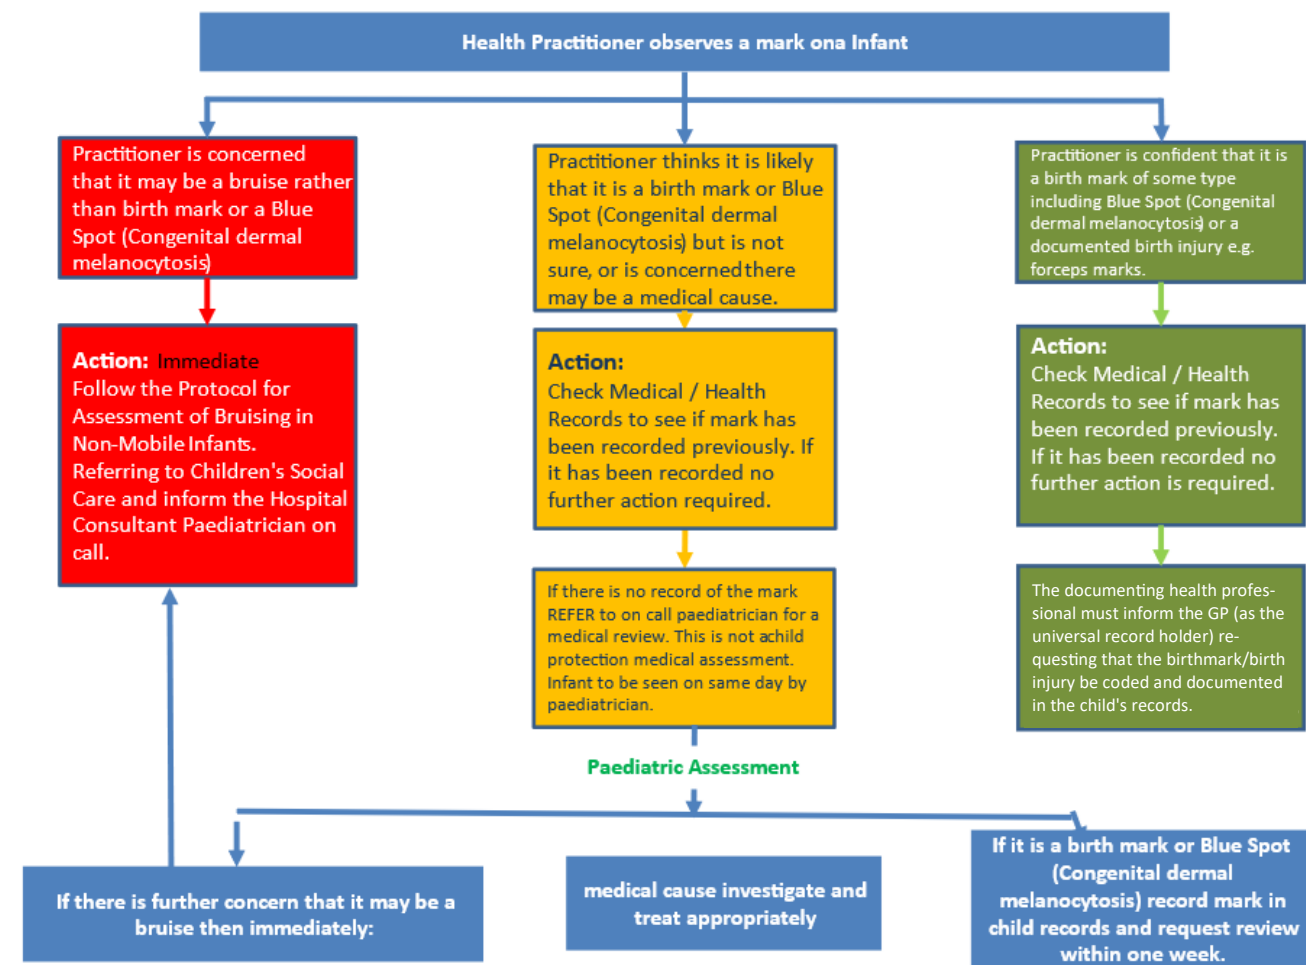 Health Practitioner observes a mark ona Infant
Practitioner is concerned
that it may be a bruise rather
than birth mark or a Blue
Spot (Congenital dermal
melanocytosis)
Action: Immediate
Follow the Protocol for
Assessment of Bruising in
Non-Mobile Infants.
Referring to Children's Social
Care and inform the Hospital
Consultant Paediatrician on
call.
Practitioner thinks it is likely
that it is a birth mark or Blue
Spot (Congenital dermal
melanocytosis) but is not
sure, or is concerned there
may be a medical cause.
Action:
Check Medical / Health
Records to see if mark has
been recorded previously. If
it has been recorded no
further action required.
If there is no record of the mark
REFER to on call paediatrician for a
medical review. This is not achild
protection medical assessment.
Infant to be seen on same day by
paediatrician.
Practitioner is confident that it is
a birth mark of some type
including Blue Spot (Congenital
dermal melanocytosis) or a
documented birth injury e.g.
forceps marks.
Action:
Check Medical / Health
Records to see if mark has
been recorded previously.
If it has been recorded no
further action is required.
The documenting health profes-
sional must inform the GP (as the
universal record holder) re-
questing that the birthmark/birth
injury be coded and documented
in the child's records.
Paediatric Assessment
If there is further concern that it may be a
bruise then immediately:
medical cause investigate and
treat appropriately
If it is a birth mark or Blue Spot
(Congenital dermal
melanocytosis) record mark in
child records and request review
within one week.